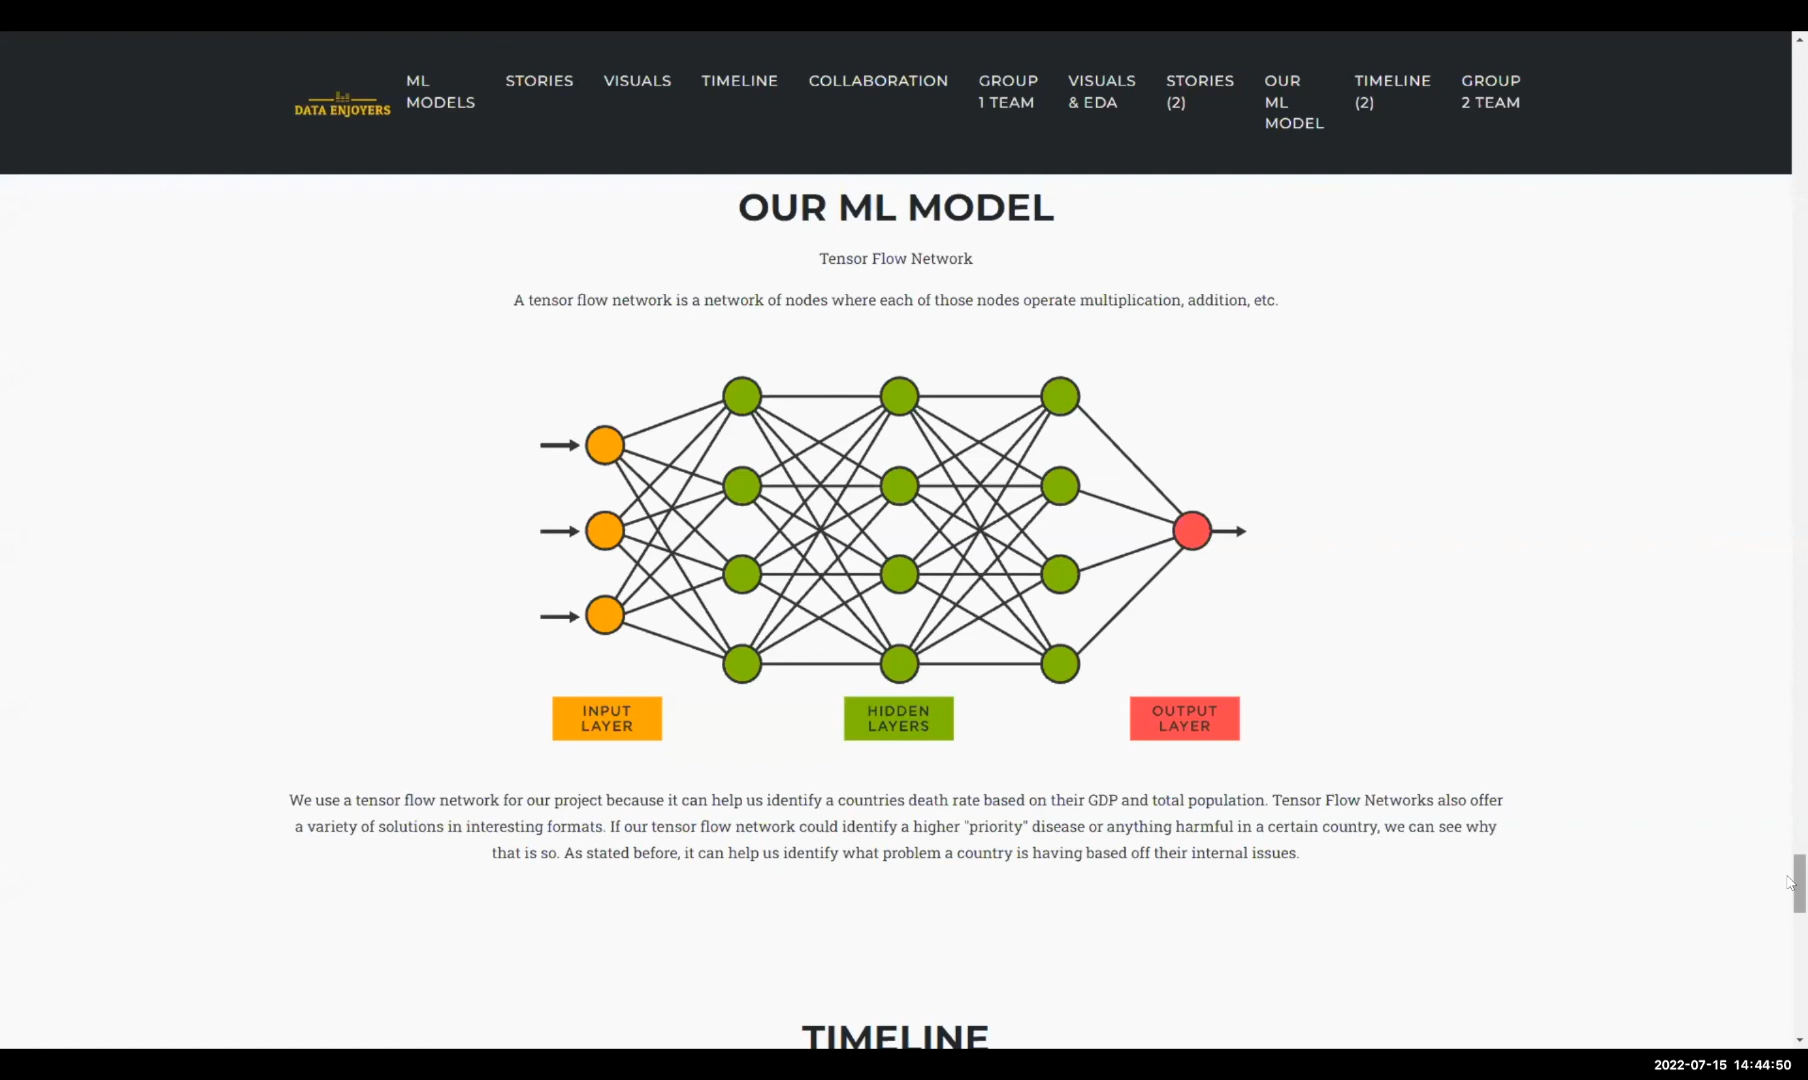 DATA ENJOYERS
ML
MODELS
STORIES
VISUALS
TIMELINE
COLLABORATION
GROUP
1 TEAM
VISUALS
& EDA
STORIES
(2)
OUR
ML
MODEL
TIMELINE
(2)
GROUP
2 TEAM
OUR ML MODEL
Tensor Flow Network
A tensor flow network is a network of nodes where each of those nodes operate multiplication, addition, etc.
INPUT
LAYER
HIDDEN
LAYERS
OUTPUT
LAYER
We use a tensor flow network for our project because it can help us identify a countries death rate based on their GDP and total population. Tensor Flow Networks also offer
a variety of solutions in interesting formats. If our tensor flow network could identify a higher "priority" disease or anything harmful in a certain country, we can see why
that is so. As stated before, it can help us identify what problem a country is having based off their internal issues.
TIMELINE
2022-07-15 14:44:50